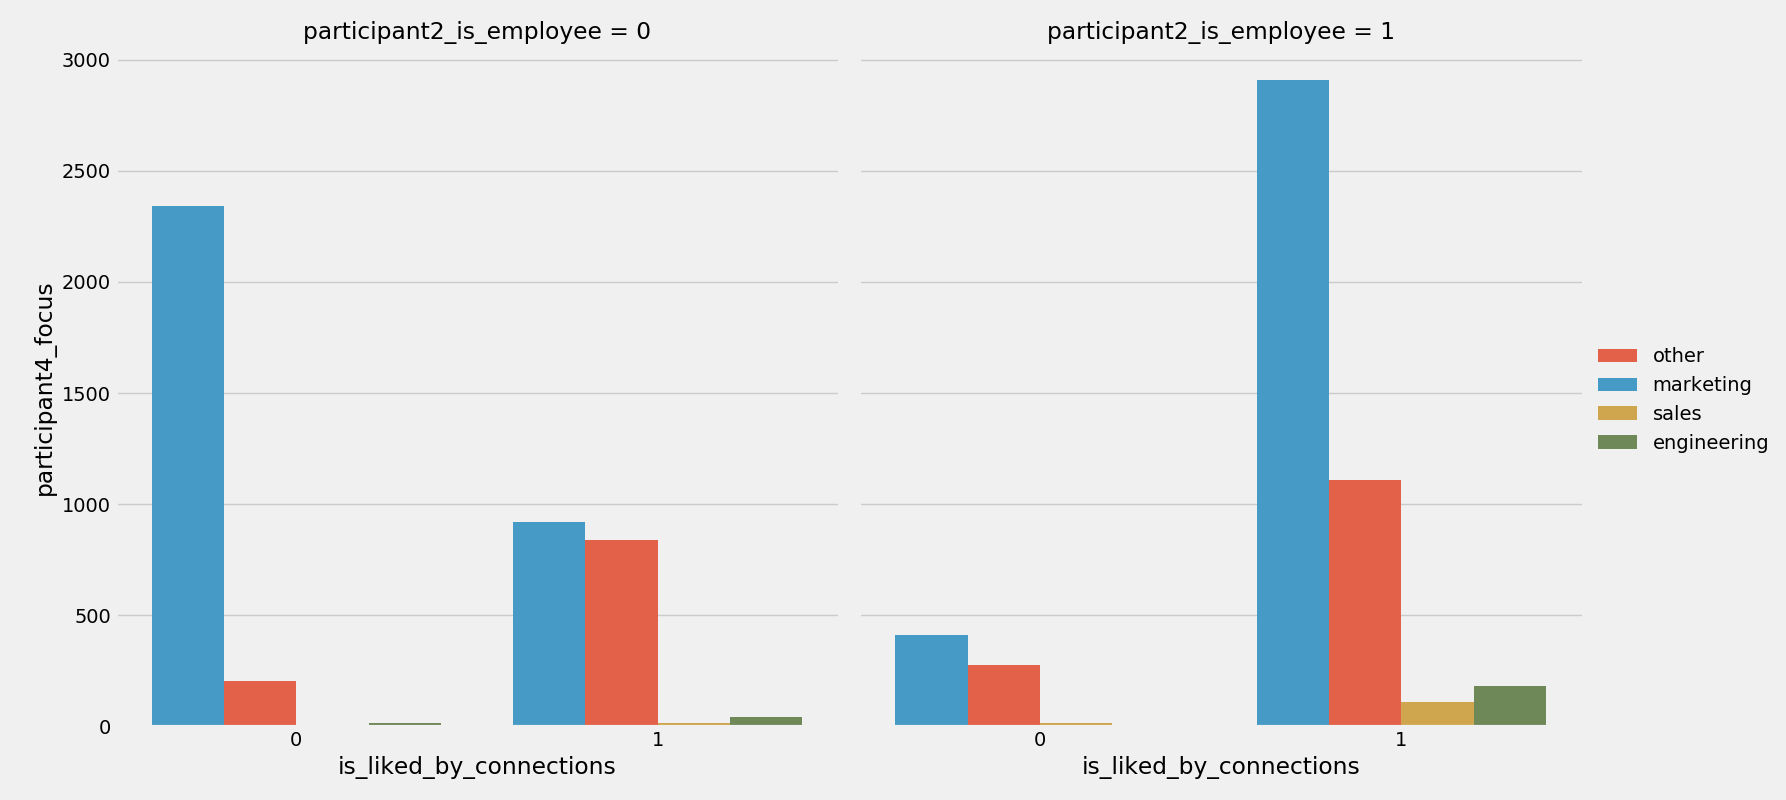 participant2_is_employee = 0
participant2_is_employee = 1
participant4_focus
3000
2500
2000
1500
1000
500
0
0
1
0
1
is_liked_by_connections
is_liked_by_connections
other
marketing
sales
engineering